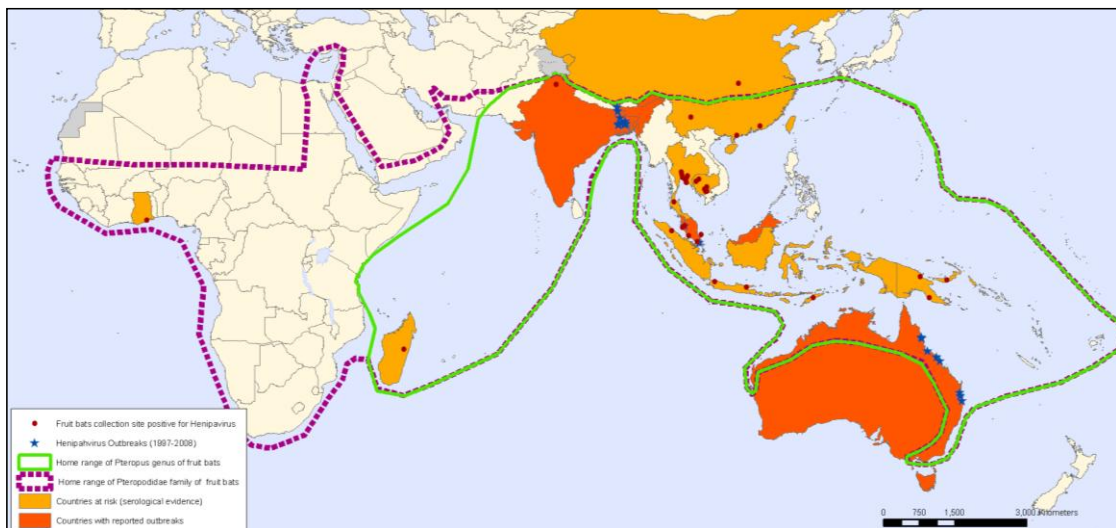 Fruit bats collection site positive for Henipavirus
Henipahvirus Outbreaks (1997-2008)
Home range of Pteropus genus of fruit bats
Home range of Pteropodidae family of fruit bats
Countries at risk (serological evidence)
Countries with reported outbreaks
0 750 1,500 3,000 Kilometers